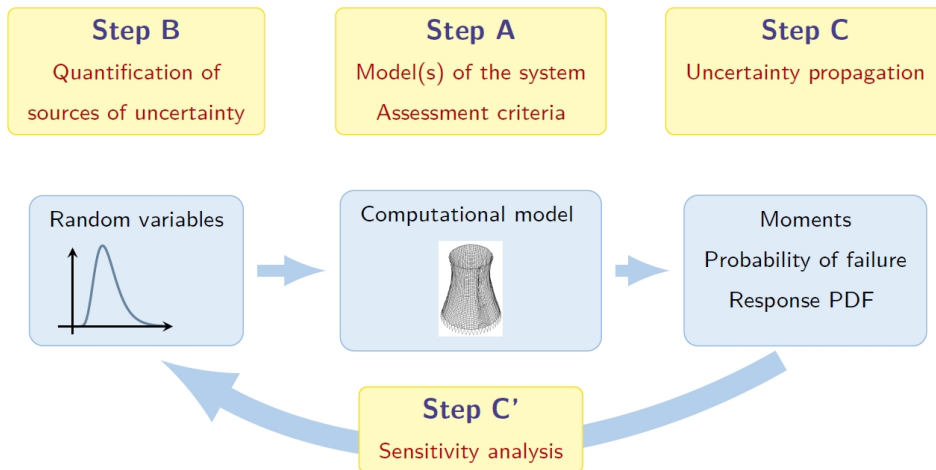 Step B
Quantification of
sources of uncertainty
Step A
Model(s) of the system
Assessment criteria
Step C
Uncertainty propagation
Random variables
Computational model
Moments
Probability of failure
Response PDF
Step C'
Sensitivity analysis